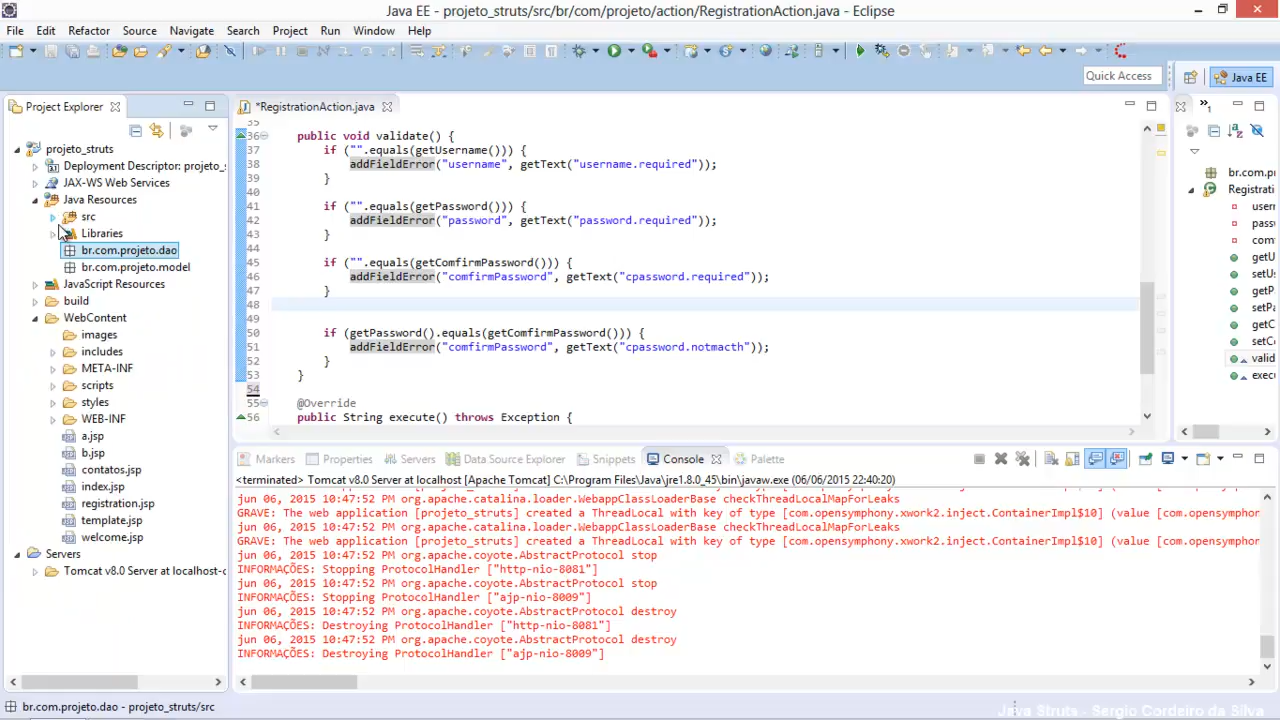 Java EE - projeto_struts/src/br/com/projeto/action/RegistrationAction.java - Eclipse
File Edit Refactor Source Navigate Search Project Run Window Help
Quick Access
Java EE
Project Explorer
*RegistrationAction.java
projeto_struts
Deployment Descriptor: projeto_s
JAX-WS Web Services
Java Resources
src
Libraries
br.com.projeto.dao
br.com.projeto.model
JavaScript Resources
build
WebContent
images
includes
META-INF
scripts
styles
WEB-INF
a.jsp
b.jsp
contatos.jsp
index.jsp
registration.jsp
template.jsp
welcome.jsp
Servers
Tomcat v8.0 Server at localhost-c
35
36 public void validate() {
37 if ("".equals(getUsername())) {
38 addFieldError("username", getText("username.required"));
39 }
40
41 if ("".equals(getPassword())) {
42 addFieldError("password", getText("password.required"));
43 }
44
45 if ("".equals(getComfirmPassword())) {
46 addFieldError("comfirmPassword", getText("cpassword.required"));
47 }
48
49
50 if (getPassword().equals(getComfirmPassword())) {
51 addFieldError("comfirmPassword", getText("cpassword.notmacth"));
52 }
53 }
54
55 @Override
56 public String execute() throws Exception {
br.com.pr
Registrati
usern
passw
comf
getU
setUs
getPa
setPa
getCo
setCo
valid
execu
Markers Properties Servers Data Source Explorer Snippets Console Palette
<terminated> Tomcat v8.0 Server at localhost [Apache Tomcat] C:\Program Files\Java\jre1.8.0_45\bin\javaw.exe (06/06/2015 22:40:20)
jun 06, 2015 10:47:52 PM org.apache.catalina.loader.WebappClassLoaderBase checkThreadLocalMapForLeaks
GRAVE: The web application [projeto_struts] created a ThreadLocal with key of type [com.opensymphony.xwork2.inject.ContainerImpl$10] (value [com.opensymphon
jun 06, 2015 10:47:52 PM org.apache.catalina.loader.WebappClassLoaderBase checkThreadLocalMapForLeaks
GRAVE: The web application [projeto_struts] created a ThreadLocal with key of type [com.opensymphony.xwork2.inject.ContainerImpl$10] (value [com.opensymphon
jun 06, 2015 10:47:52 PM org.apache.coyote.AbstractProtocol stop
INFORMAÇÕES: Stopping ProtocolHandler ["http-nio-8081"]
jun 06, 2015 10:47:52 PM org.apache.coyote.AbstractProtocol stop
INFORMAÇÕES: Stopping ProtocolHandler ["ajp-nio-8009"]
jun 06, 2015 10:47:52 PM org.apache.coyote.AbstractProtocol destroy
INFORMAÇÕES: Destroying ProtocolHandler ["http-nio-8081"]
jun 06, 2015 10:47:52 PM org.apache.coyote.AbstractProtocol destroy
INFORMAÇÕES: Destroying ProtocolHandler ["ajp-nio-8009"]
br.com.projeto.dao - projeto_struts/src
Java Struts - Sergio Cordeiro da Silva